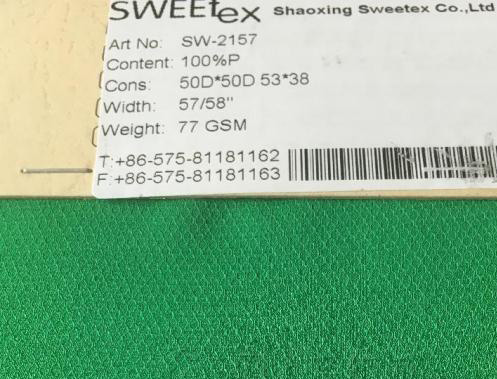 SWEEtex Shaoxing Sweetex Co.,Ltd
Art No: SW-2157
Content: 100%P
Cons: 50D*50D 53*38
Width: 57/58"
Weight: 77 GSM
T:+86-575-81181162
F:+86-575-81181163